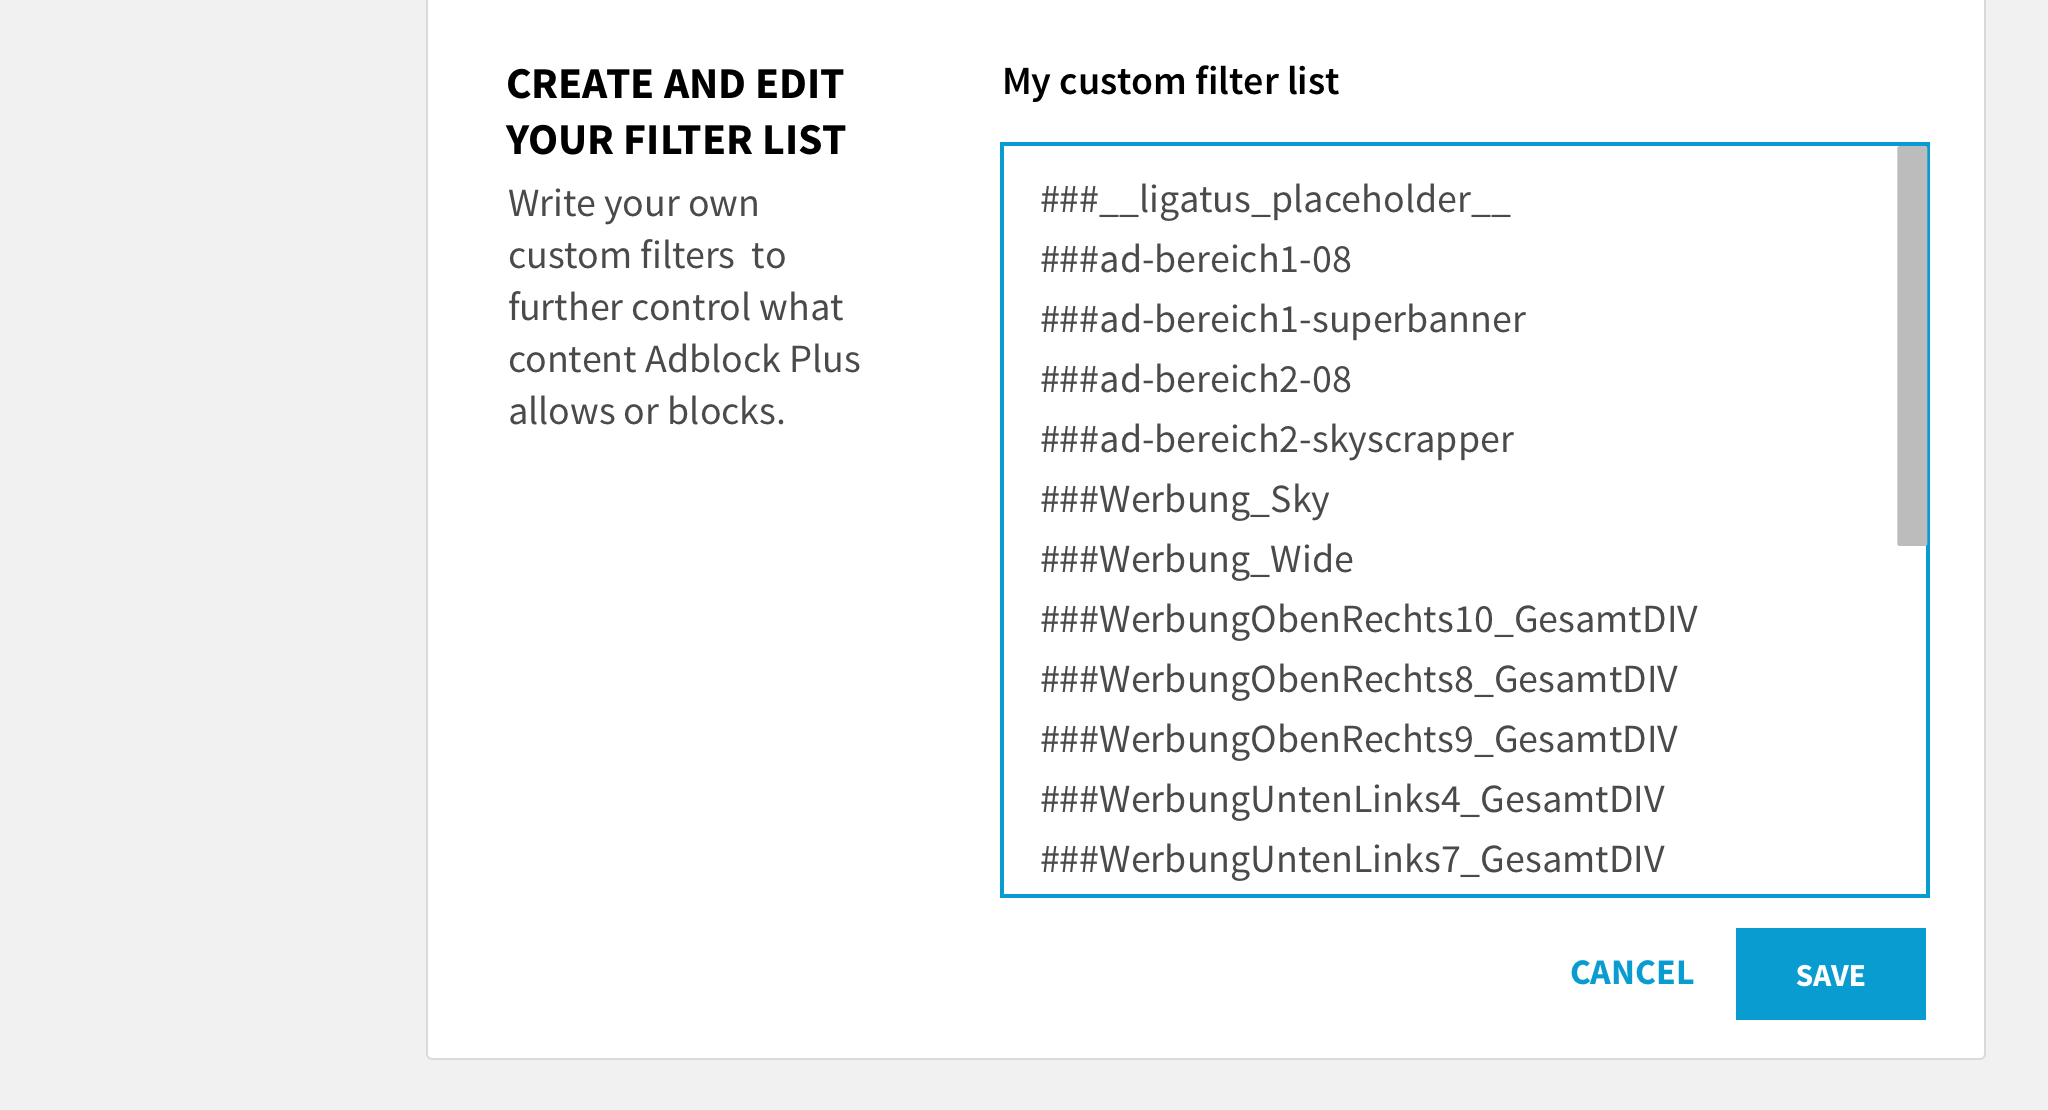 CREATE AND EDIT
YOUR FILTER LIST
Write your own
custom filters  to
further control what
content Adblock Plus
allows or blocks.
My custom filter list
###__ligatus_placeholder__
###ad-bereich1-08
###ad-bereich1-superbanner
###ad-bereich2-08
###ad-bereich2-skyscrapper
###Werbung_Sky
###Werbung_Wide
###WerbungObenRechts10_GesamtDIV
###WerbungObenRechts8_GesamtDIV
###WerbungObenRechts9_GesamtDIV
###WerbungUntenLinks4_GesamtDIV
###WerbungUntenLinks7_GesamtDIV
CANCEL
SAVE